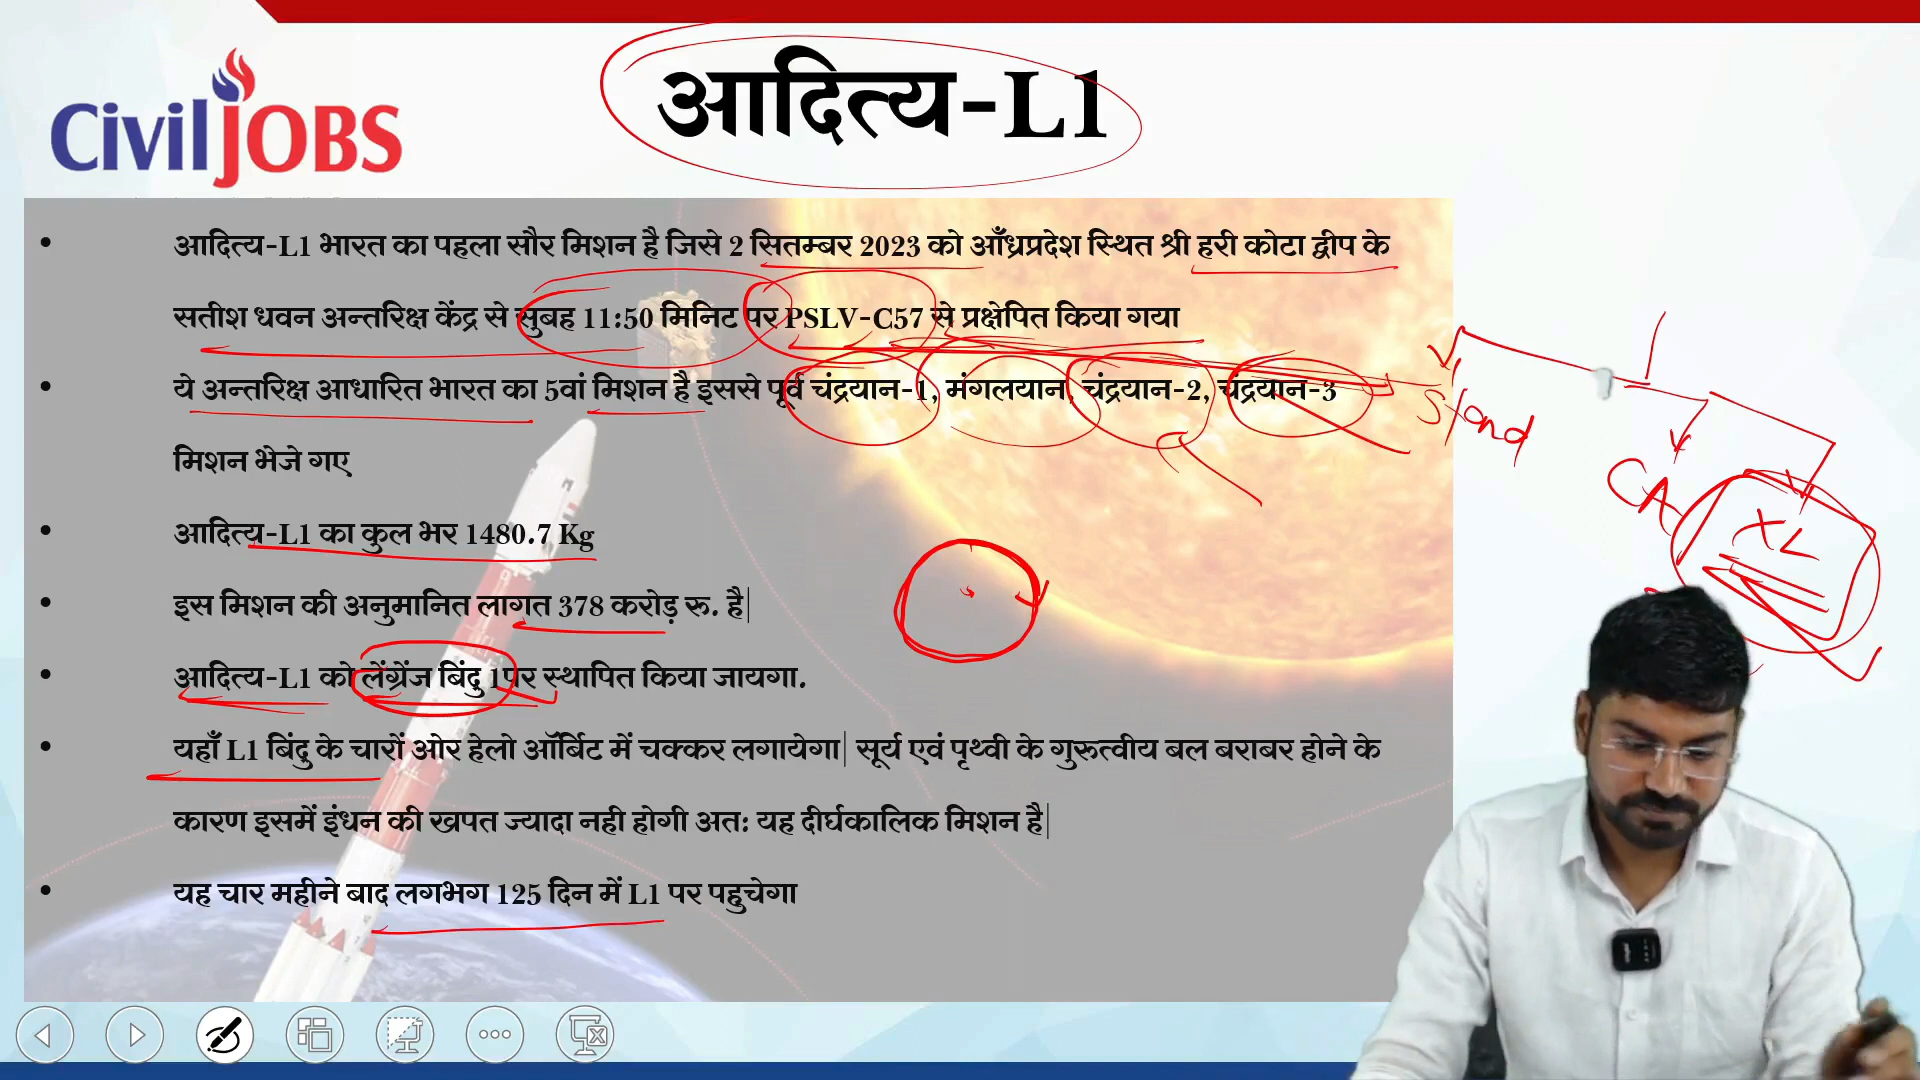 CivilJOBS
आदित्य-L1
• आदित्य-L1 भारत का पहला सौर मिशन है जिसे 2 सितम्बर 2023 को आँध्रप्रदेश स्थित श्री हरी कोटा द्वीप के
सतीश धवन अन्तरिक्ष केंद्र से सुबह 11:50 मिनिट पर PSLV-C57 से प्रक्षेपित किया गया
• ये अन्तरिक्ष आधारित भारत का 5वां मिशन है इससे पूर्व चंद्रयान-1, मंगलयान, चंद्रयान-2, चंद्रयान-3
मिशन भेजे गए
• आदित्य-L1 का कुल भर 1480.7 Kg
• इस मिशन की अनुमानित लागत 378 करोड़ रू. है|
• आदित्य-L1 को लेंग्रेंज बिंदु 1पर स्थापित किया जायगा.
• यहाँ L1 बिंदु के चारों ओर हेलो ऑर्बिट में चक्कर लगायेगा| सूर्य एवं पृथ्वी के गुरूत्वीय बल बराबर होने के
कारण इसमें इंधन की खपत ज्यादा नही होगी अत: यह दीर्घकालिक मिशन है|
• यह चार महीने बाद लगभग 125 दिन में L1 पर पहुचेगा
CA
XL